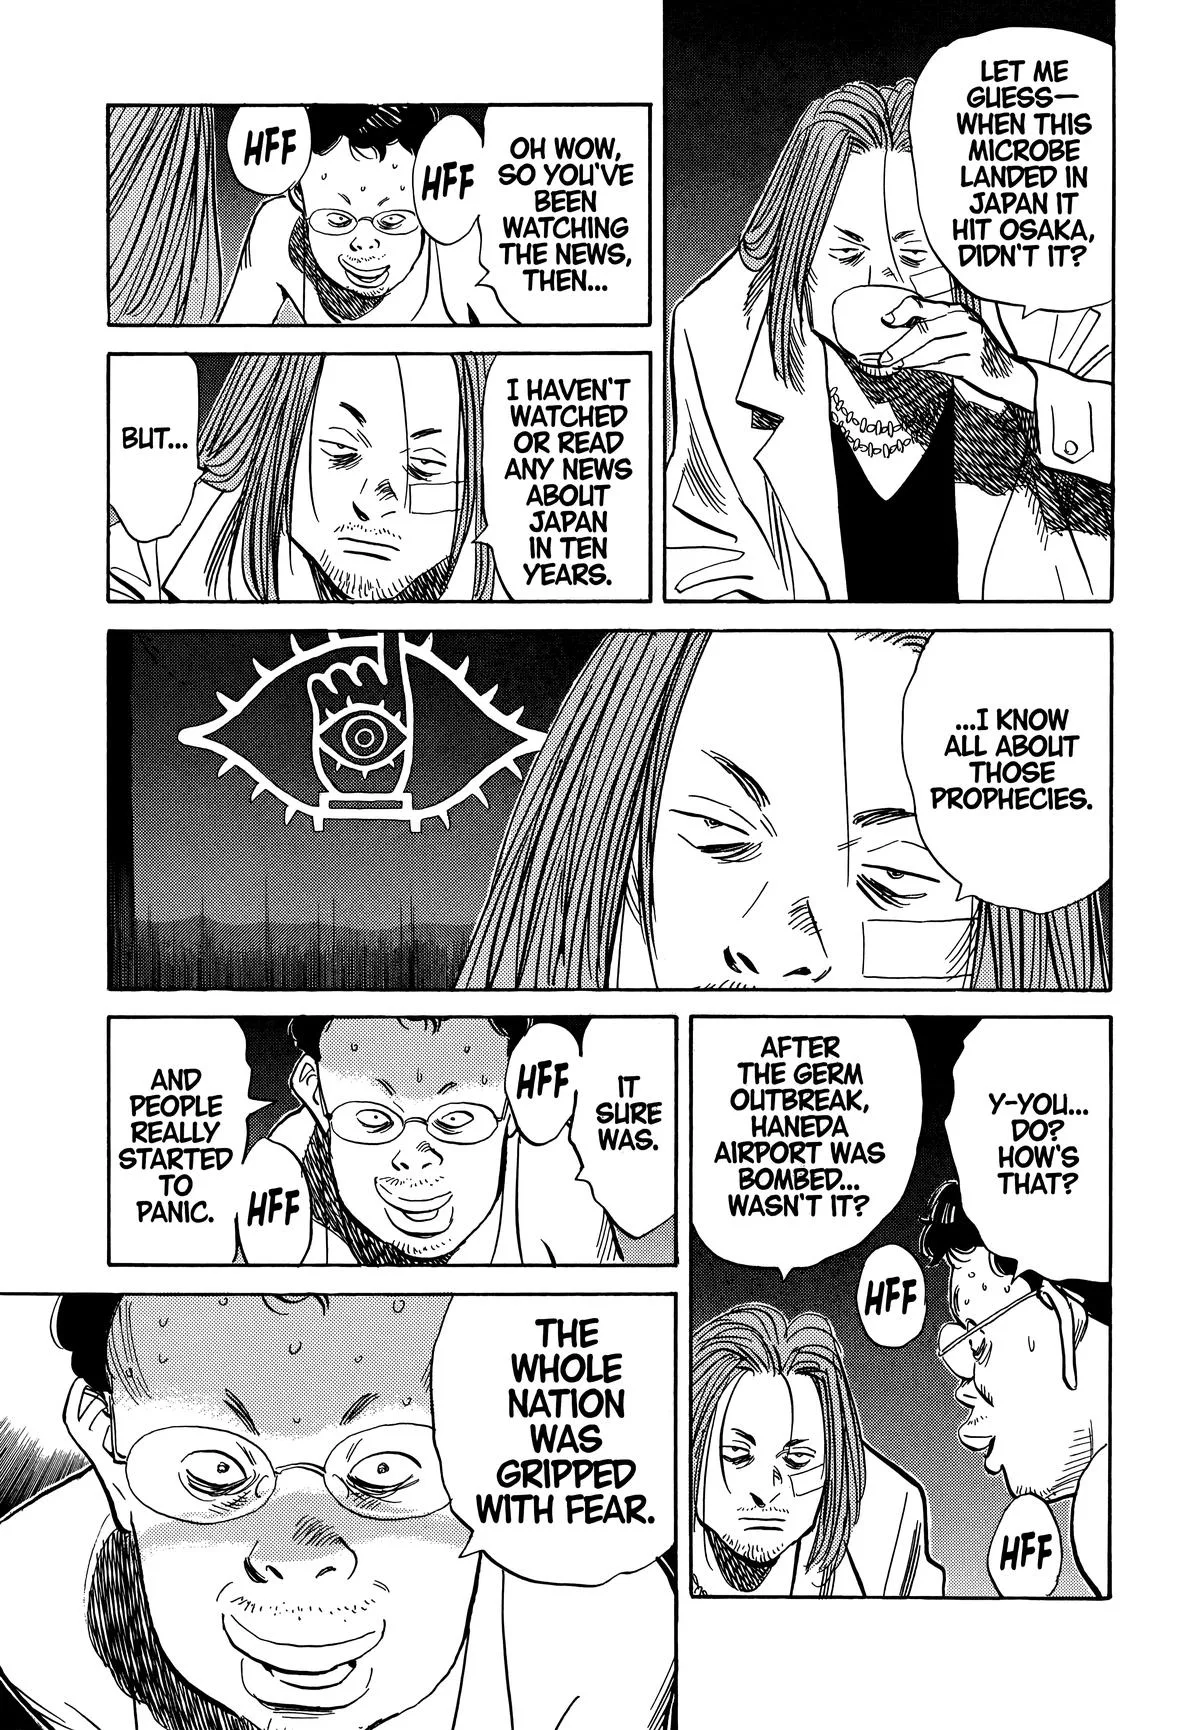 LET ME
GUESS—
WHEN THIS
MICROBE
LANDED IN
JAPAN IT
HIT OSAKA,
DIDN'T IT?
OH WOW,
SO YOU'VE
BEEN
WATCHING
THE NEWS,
THEN...
HFF
HFF
I HAVEN'T
WATCHED
OR READ
ANY NEWS
ABOUT
JAPAN
IN TEN
YEARS.
BUT...
...I KNOW
ALL ABOUT
THOSE
PROPHECIES.
Y-YOU...
DO?
HOW'S
THAT?
AFTER
THE GERM
OUTBREAK,
HANEDA
AIRPORT WAS
BOMBED...
WASN'T IT?
HFF
HFF
IT
SURE
WAS.
HFF
AND
PEOPLE
REALLY
STARTED
TO
PANIC.
HFF
THE
WHOLE
NATION
WAS
GRIPPED
WITH FEAR.